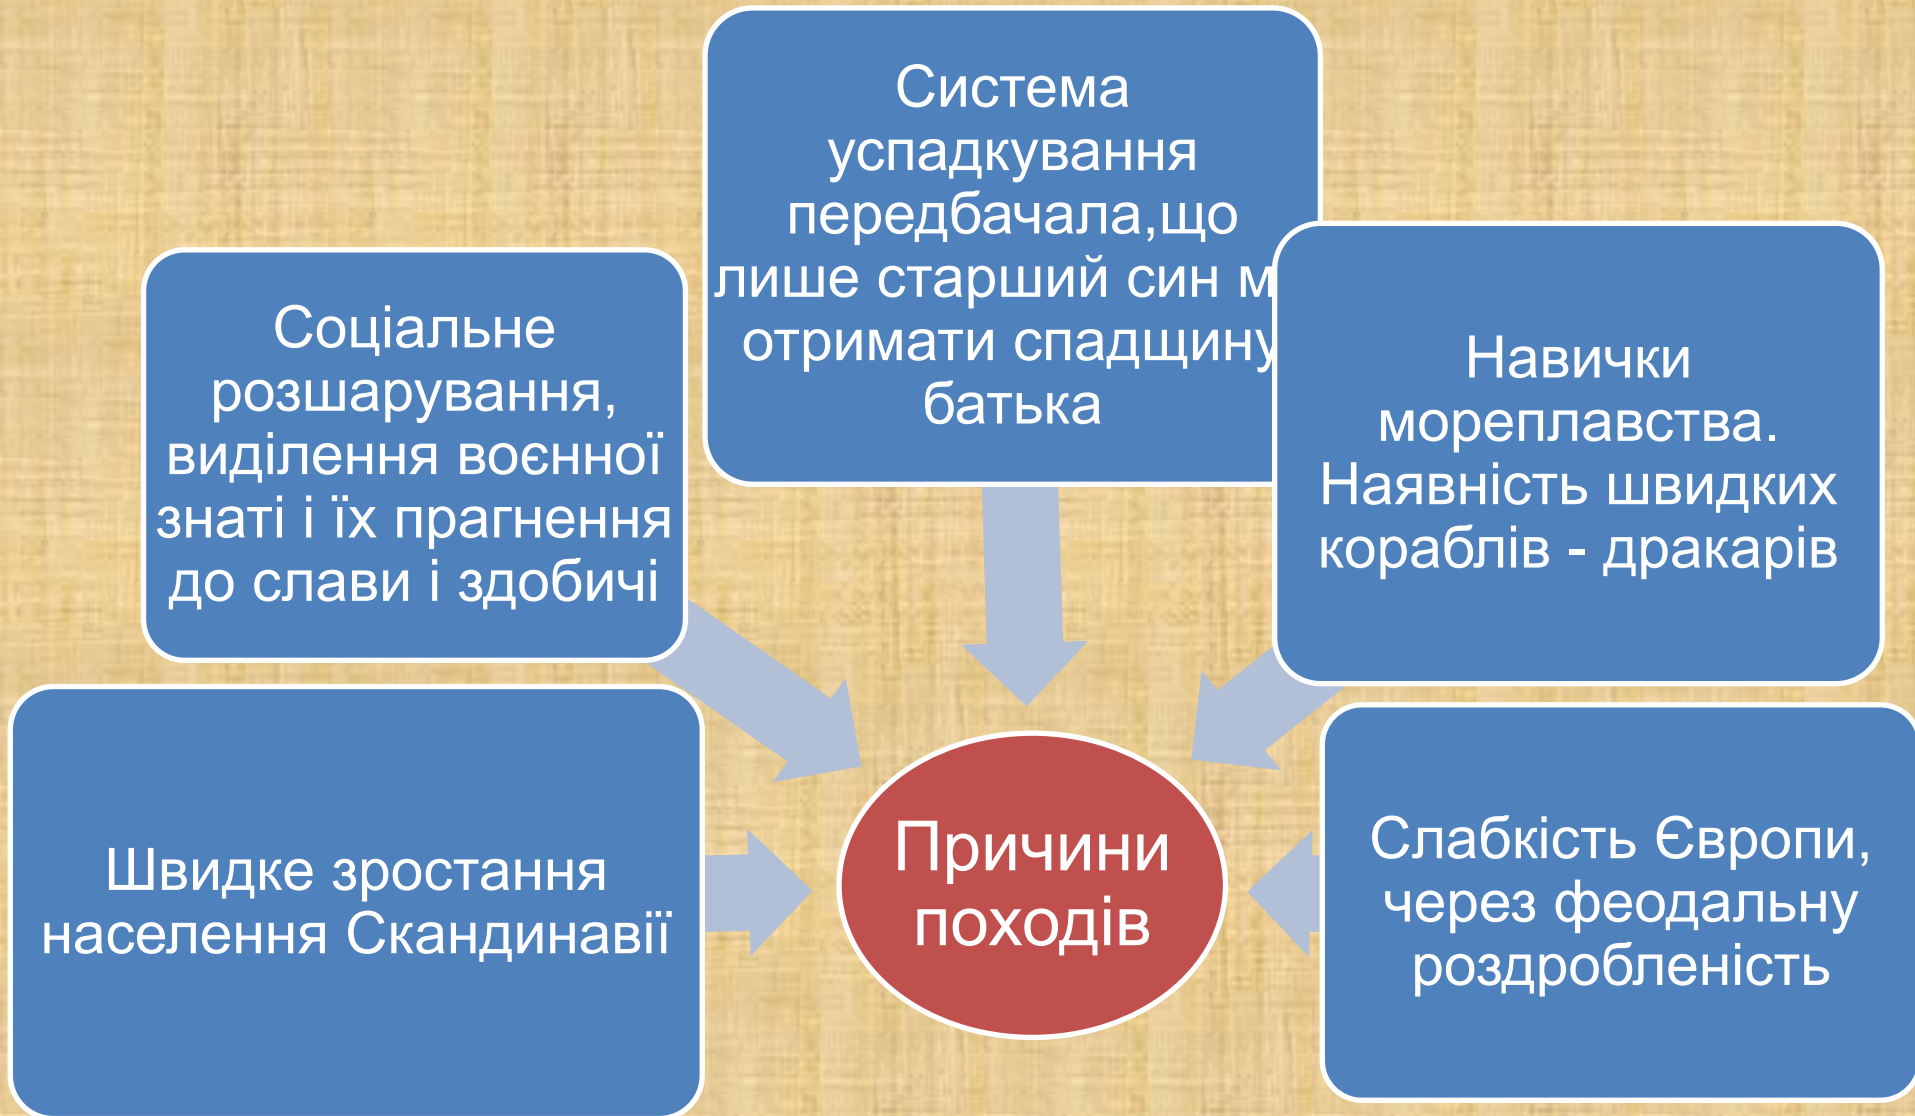 Система
успадкування
передбачала,що
лише старший син
отримати спадщину
батька
Соціальне
розшарування,
виділення воєнної
знаті і їх прагнення
до слави і здобичі
Навички
мореплавства.
Наявність швидких
кораблів - дракарів
Швидке зростання
населення Скандинавії
Причини
походів
Слабкість Європи,
через феодальну
роздробленість